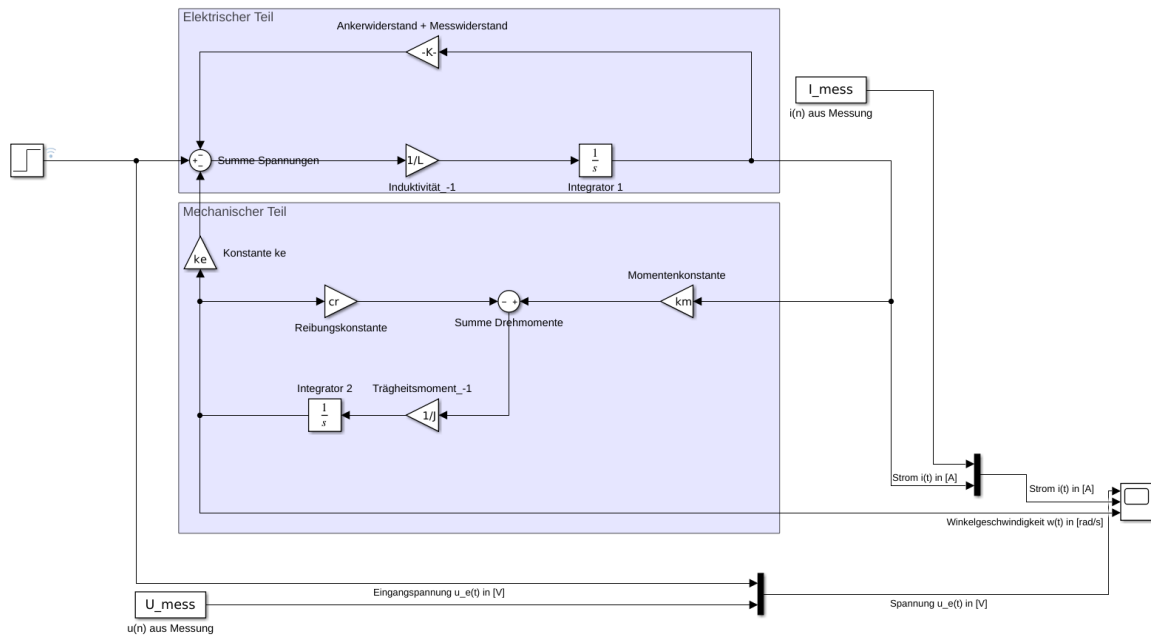 Elektrischer Teil
Ankerwiderstand + Messwiderstand
-K-
I_mess
i(n) aus Messung
+
−
−
Summe Spannungen
1/L
Induktivität_-1
1
s
Integrator 1
Mechanischer Teil
ke
Konstante ke
cr
Reibungskonstante
− +
Summe Drehmomente
Momentenkonstante
km
Integrator 2
1
s
Trägheitsmoment_-1
1/J
Strom i(t) in [A]
Strom i(t) in [A]
Winkelgeschwindigkeit w(t) in [rad/s]
Eingangspannung u_e(t) in [V]
Spannung u_e(t) in [V]
U_mess
u(n) aus Messung